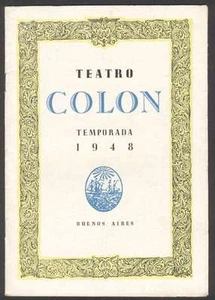 TEATRO
COLON
TEMPORADA
1948
BUENOS AIRES